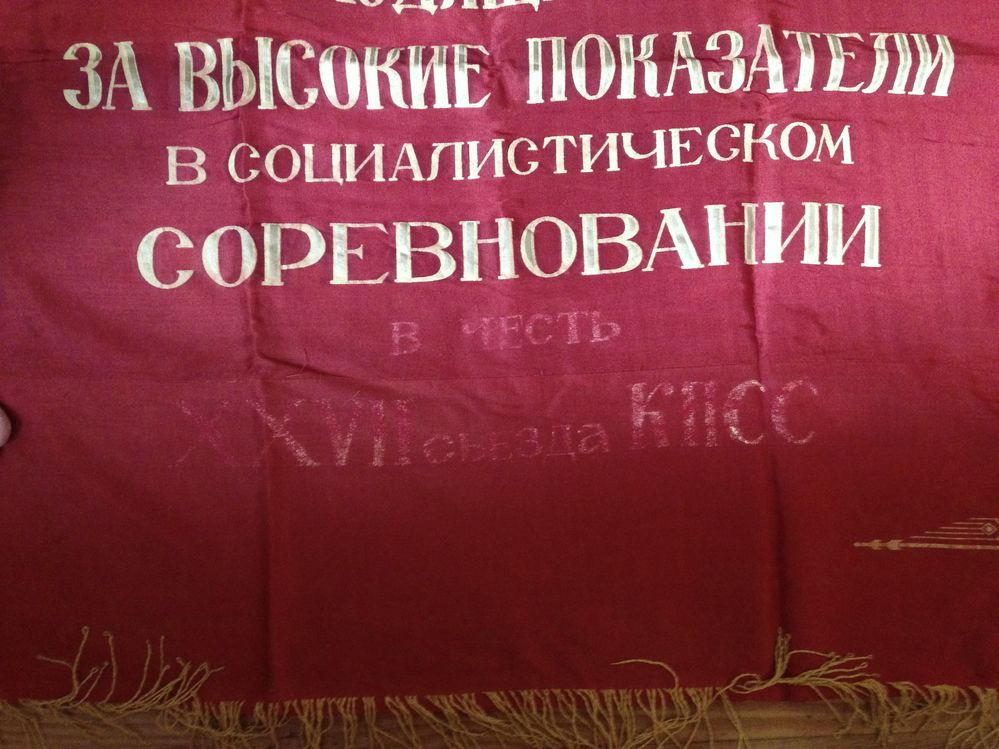 ЗА ВЫСОКИЕ ПОКАЗАТЕЛИ
В СОЦИАЛИСТИЧЕСКОМ
СОРЕВНОВАНИИ
В ЧЕСТЬ
XXVII съезда КПСС